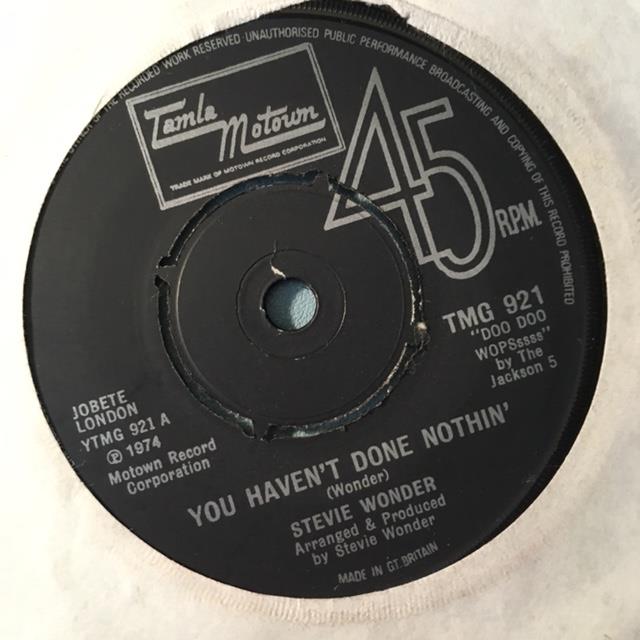 OF THE RECORDED WORK RESERVED · UNAUTHORISED PUBLIC PERFORMANCE BROADCASTING AND COPYING OF THIS RECORD PROHIBITED
Tamla
Motown
TRADE MARK OF MOTOWN RECORD CORPORATION
45
R.P.M.
TMG 921
"DOO DOO
WOPSssss"
by The
Jackson 5
JOBETE
LONDON
YTMG 921 A
Ⓟ 1974
Motown Record
Corporation
YOU HAVEN'T DONE NOTHIN'
(Wonder)
STEVIE WONDER
Arranged & Produced
by Stevie Wonder
MADE IN GT. BRITAIN